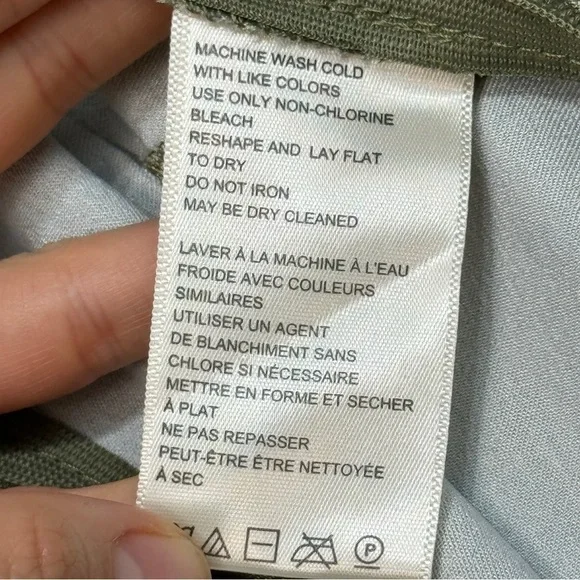 MACHINE WASH COLD
WITH LIKE COLORS
USE ONLY NON-CHLORINE
BLEACH
RESHAPE AND LAY FLAT
TO DRY
DO NOT IRON
MAY BE DRY CLEANED
LAVER À LA MACHINE À L'EAU
FROIDE AVEC COULEURS
SIMILAIRES
UTILISER UN AGENT
DE BLANCHIMENT SANS
CHLORE SI NÉCESSAIRE
METTRE EN FORME ET SECHER
À PLAT
NE PAS REPASSER
PEUT-ÊTRE ÊTRE NETTOYÉE
À SEC
P